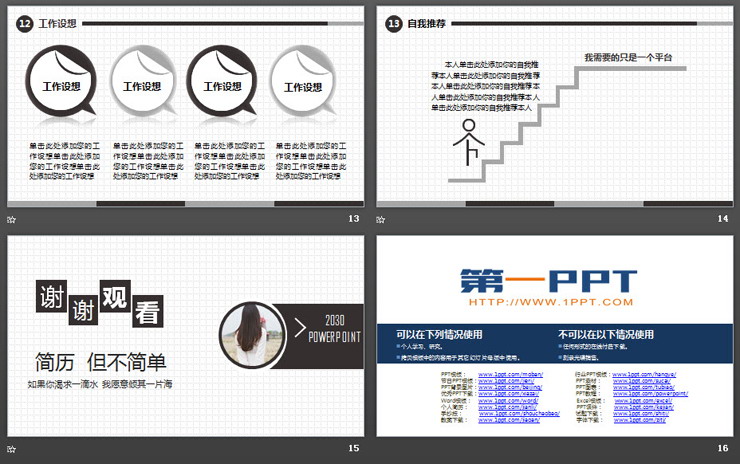 12 工作设想
工作设想 工作设想 工作设想 工作设想
单击此处添加您的工
作设想单击此处添加
您的工作设想单击此
处添加您的工作设想
单击此处添加您的工
作设想单击此处添加
您的工作设想单击此
处添加您的工作设想
单击此处添加您的工
作设想单击此处添加
您的工作设想单击此
处添加您的工作设想
单击此处添加您的工
作设想单击此处添加
您的工作设想单击此
处添加您的工作设想
13
13 自我推荐
我需要的只是一个平台
本人单击此处添加你的自我推
荐本人单击此处添加你的自我推荐
本人单击此处添加你的自我推荐本
人单击此处添加你的自我推荐本人
单击此处添加你的自我推荐本人
14
谢谢观看
2030
POWERPOINT
简历 但不简单
如果你渴求一滴水 我愿意倾其一片海
15
第一PPT
HTTP://WWW.1PPT.COM
可以在下列情况使用
个人学习、研究。
拷贝模板中的内容用于其它幻灯片母版中使用。
不可以在以下情况使用
任何形式的在线付费下载。
刻录光碟销售。
PPT模板： www.1ppt.com/moban/
节日PPT模板： www.1ppt.com/jieri/
PPT背景图片： www.1ppt.com/beijing/
优秀PPT下载： www.1ppt.com/xiazai/
Word模板： www.1ppt.com/word/
个人简历： www.1ppt.com/jianli/
手抄报： www.1ppt.com/shouchaobao/
教案下载： www.1ppt.com/jiaoan/
行业PPT模板： www.1ppt.com/hangye/
PPT素材： www.1ppt.com/sucai/
PPT图表： www.1ppt.com/tubiao/
PPT教程： www.1ppt.com/powerpoint/
Excel模板： www.1ppt.com/excel/
PPT课件： www.1ppt.com/kejian/
试题下载： www.1ppt.com/shiti/
字体下载： www.1ppt.com/ziti/
16